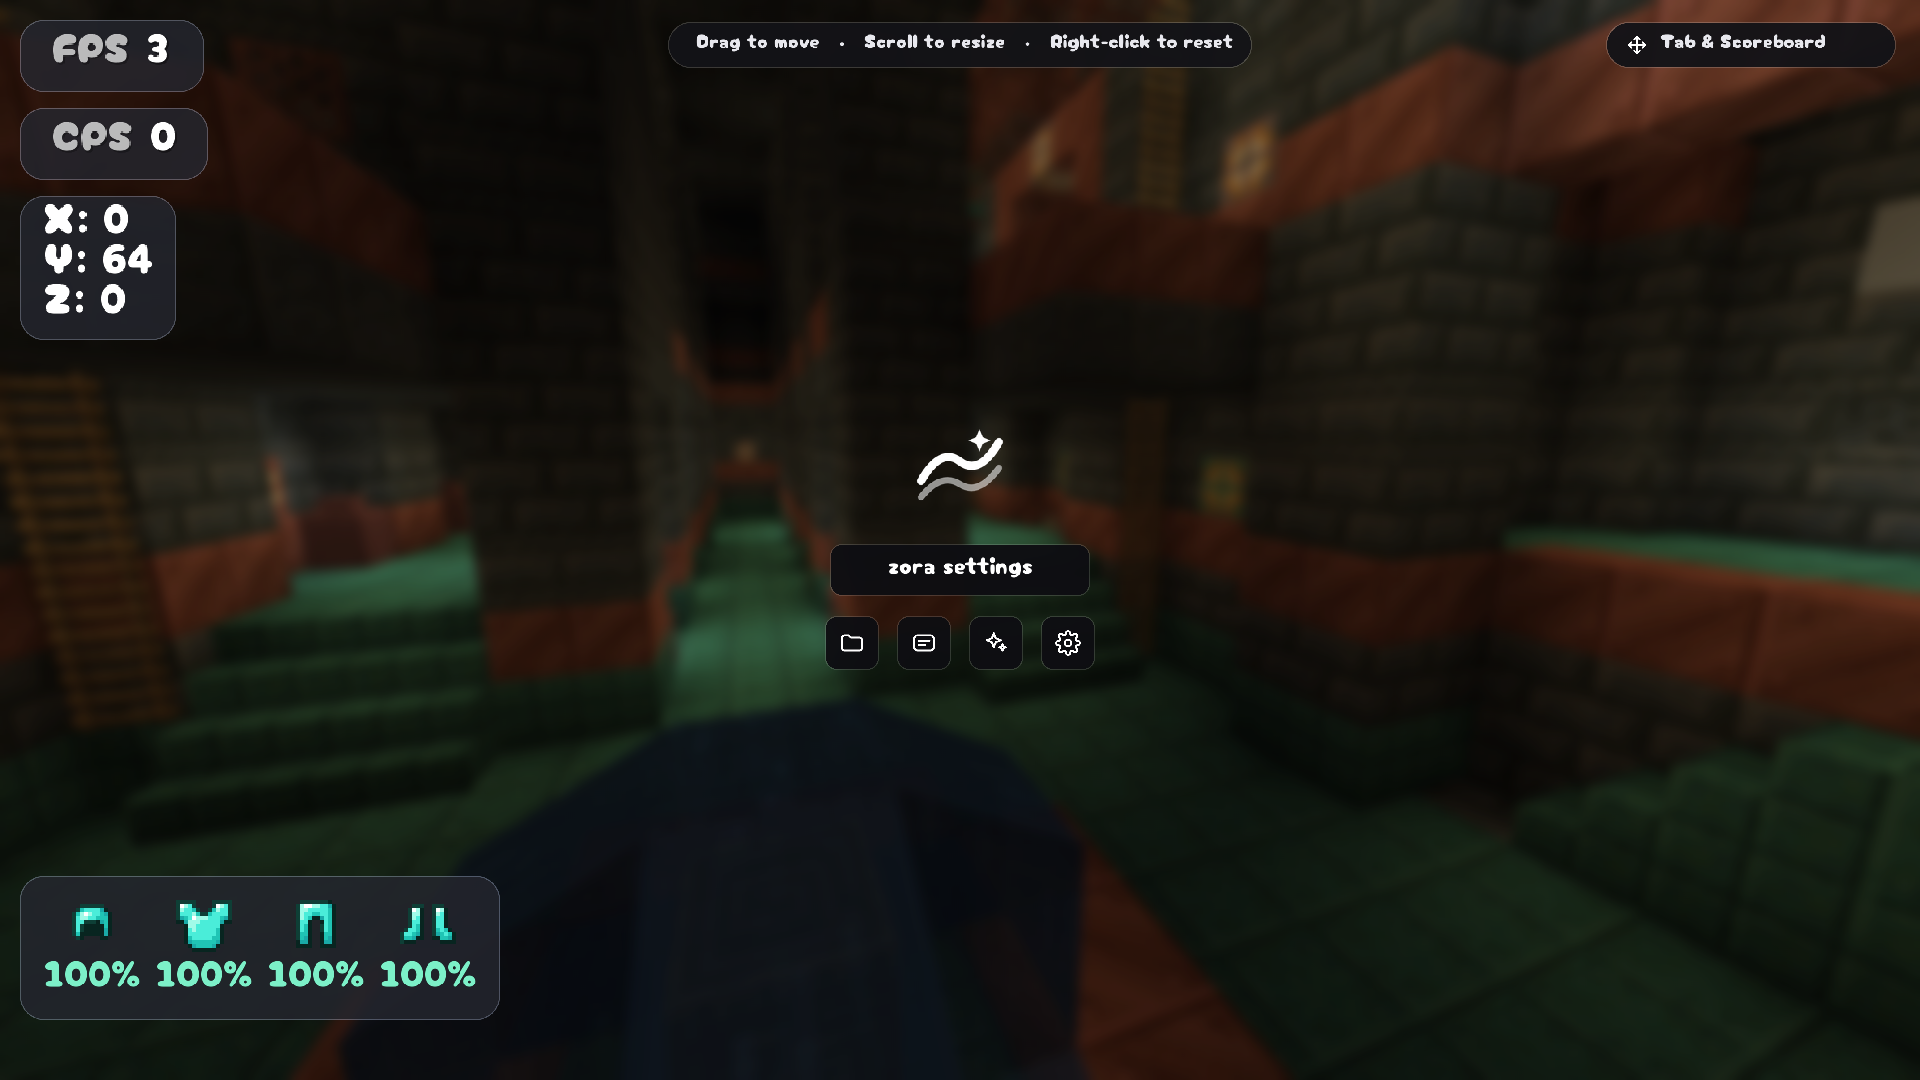 FPS 3
Drag to move • Scroll to resize • Right-click to reset
Tab & Scoreboard
CPS 0
X: 0
Y: 64
Z: 0
zora settings
100% 100% 100% 100%